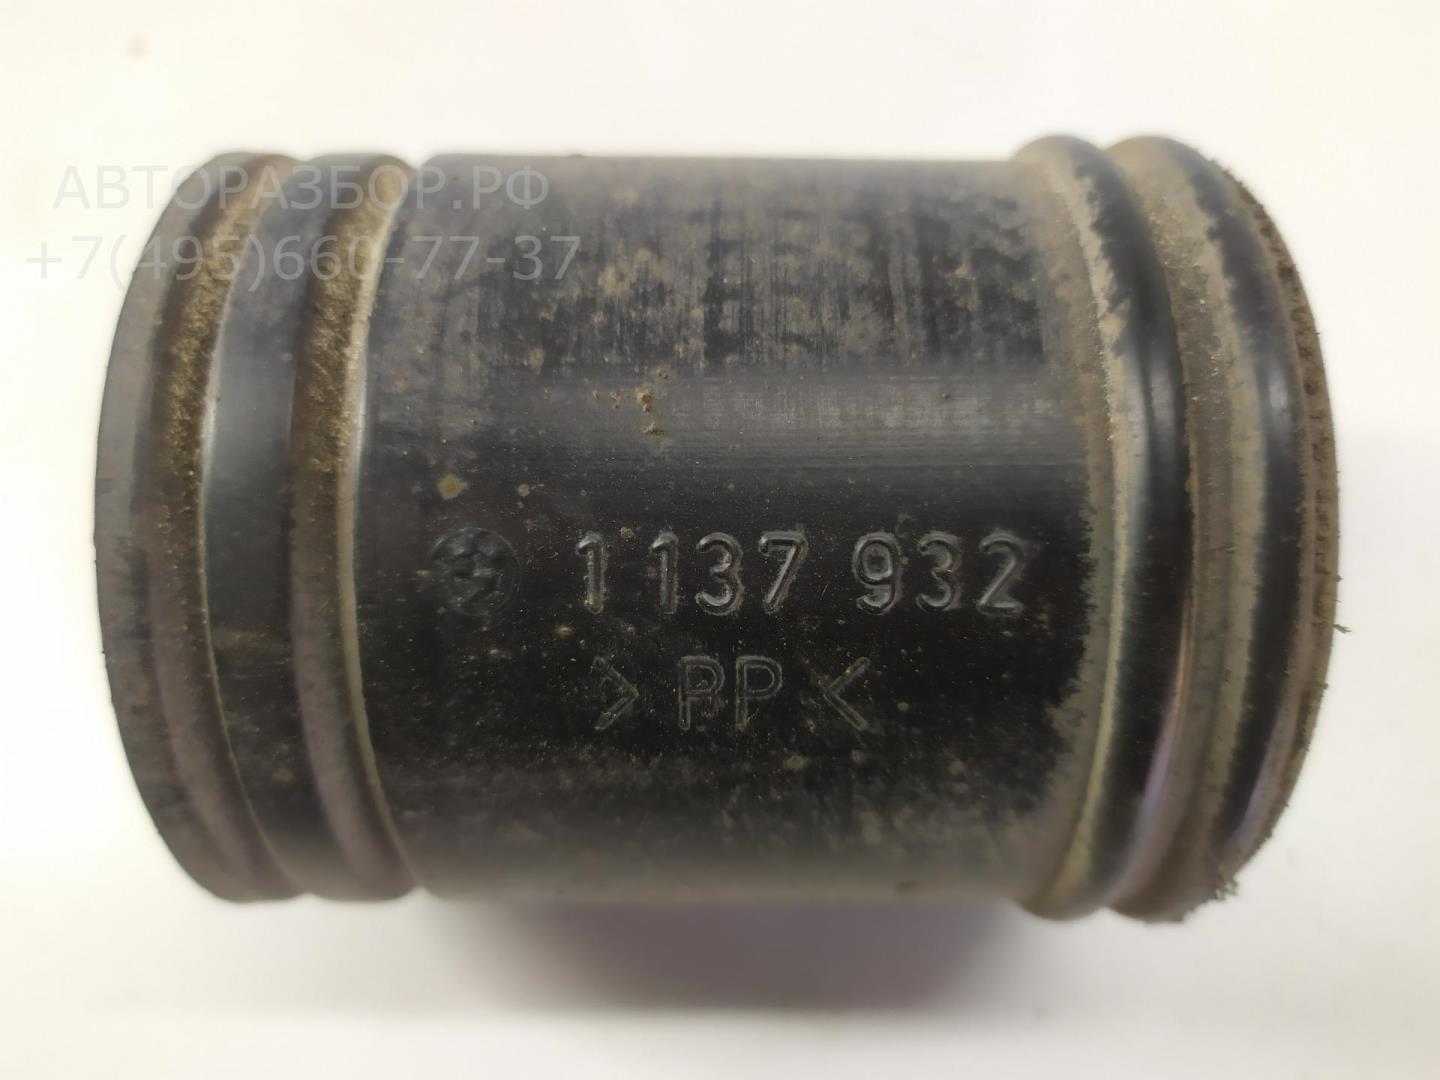 АВТОРАЗБОР.РФ
+7(495)660-77-37
1 137 932
>PP<